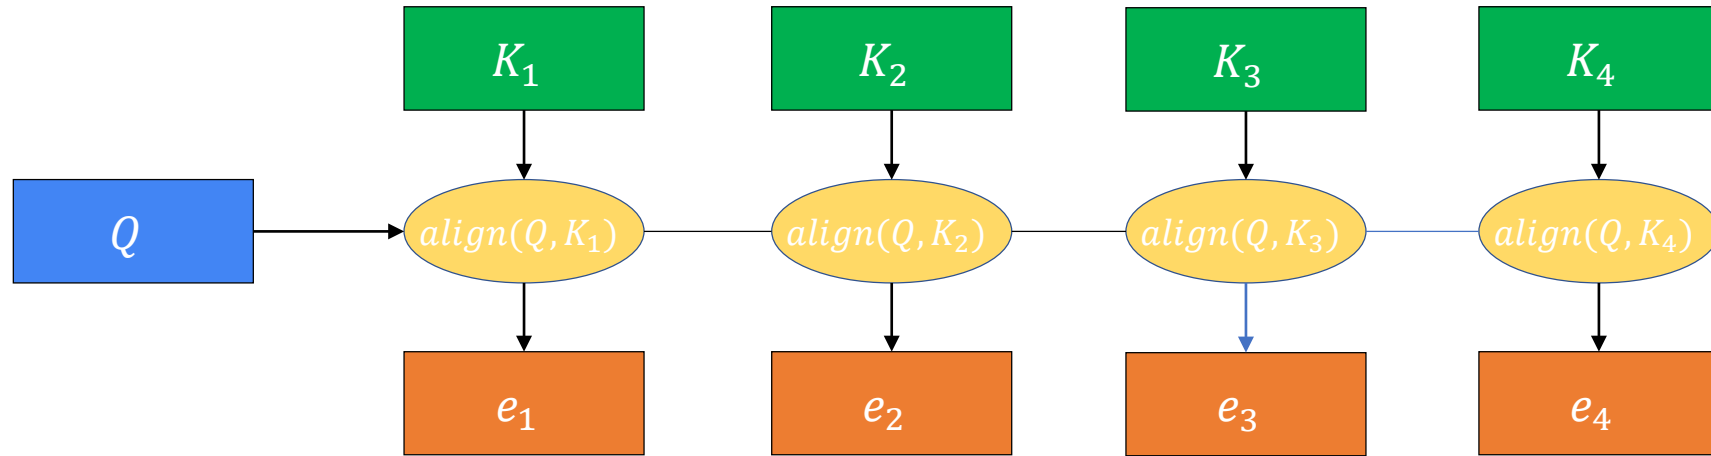 K₁ K₂ K₃ K₄
Q align(Q, K₁) align(Q, K₂) align(Q, K₃) align(Q, K₄)
e₁ e₂ e₃ e₄